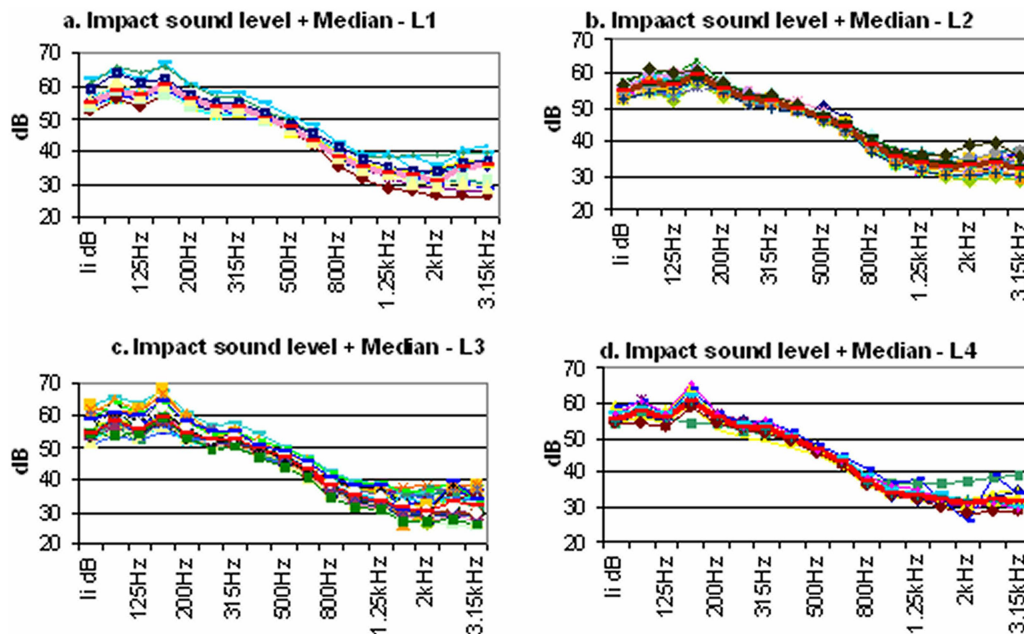 a. Impact sound level + Median - L1
70
60
50
40
30
20
dB
li dB
125Hz
200Hz
315Hz
500Hz
800Hz
1.25kHz
2kHz
3.15kHz
b. Impaact sound level + Median - L2
70
60
50
40
30
20
dB
li dB
125Hz
200Hz
315Hz
500Hz
800Hz
1.25kHz
2kHz
3.15kHz
c. Impact sound level + Median - L3
70
60
50
40
30
20
dB
li dB
125Hz
200Hz
315Hz
500Hz
800Hz
1.25kHz
2kHz
3.15kHz
d. Impact sound level + Median - L4
70
60
50
40
30
20
dB
li dB
125Hz
200Hz
315Hz
500Hz
800Hz
1.25kHz
2kHz
3.15kHz